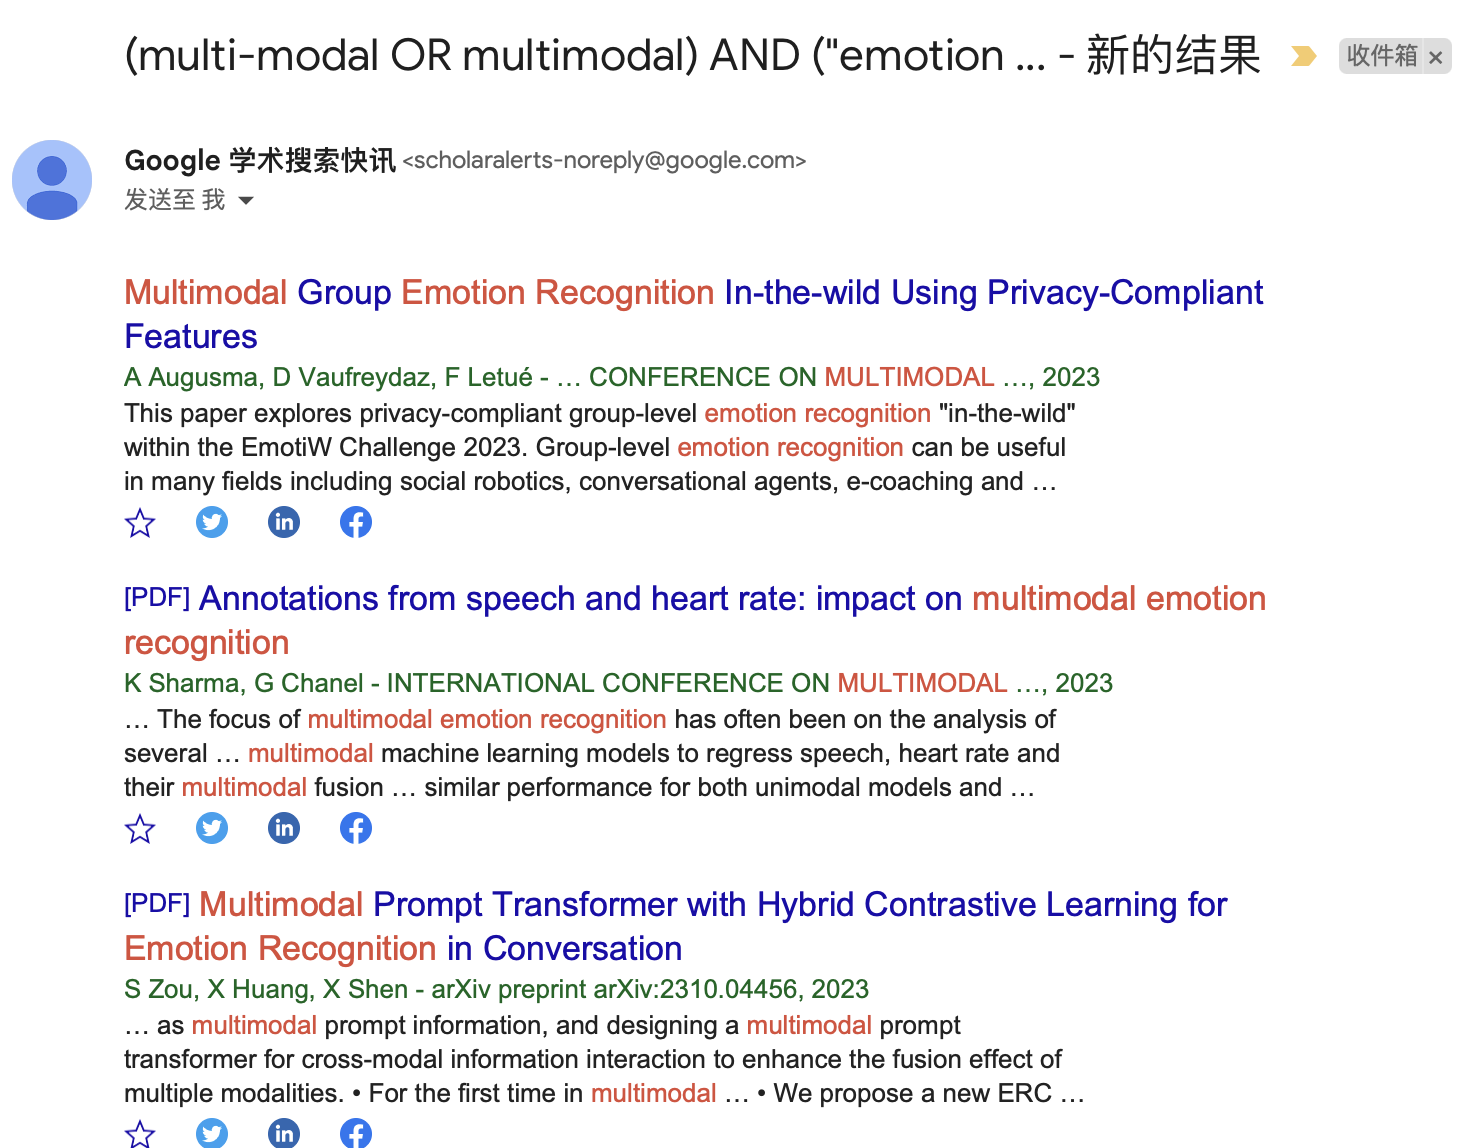 (multi-modal OR multimodal) AND ("emotion ... - 新的结果
收件箱 ×
Google 学术搜索快讯 <scholaralerts-noreply@google.com>
发送至 我
Multimodal Group Emotion Recognition In-the-wild Using Privacy-Compliant
Features
A Augusma, D Vaufreydaz, F Letué - … CONFERENCE ON MULTIMODAL …, 2023
This paper explores privacy-compliant group-level emotion recognition "in-the-wild"
within the EmotiW Challenge 2023. Group-level emotion recognition can be useful
in many fields including social robotics, conversational agents, e-coaching and …
in
[PDF] Annotations from speech and heart rate: impact on multimodal emotion
recognition
K Sharma, G Chanel - INTERNATIONAL CONFERENCE ON MULTIMODAL …, 2023
… The focus of multimodal emotion recognition has often been on the analysis of
several … multimodal machine learning models to regress speech, heart rate and
their multimodal fusion … similar performance for both unimodal models and …
in
[PDF] Multimodal Prompt Transformer with Hybrid Contrastive Learning for
Emotion Recognition in Conversation
S Zou, X Huang, X Shen - arXiv preprint arXiv:2310.04456, 2023
… as multimodal prompt information, and designing a multimodal prompt
transformer for cross-modal information interaction to enhance the fusion effect of
multiple modalities. • For the first time in multimodal … • We propose a new ERC …
in